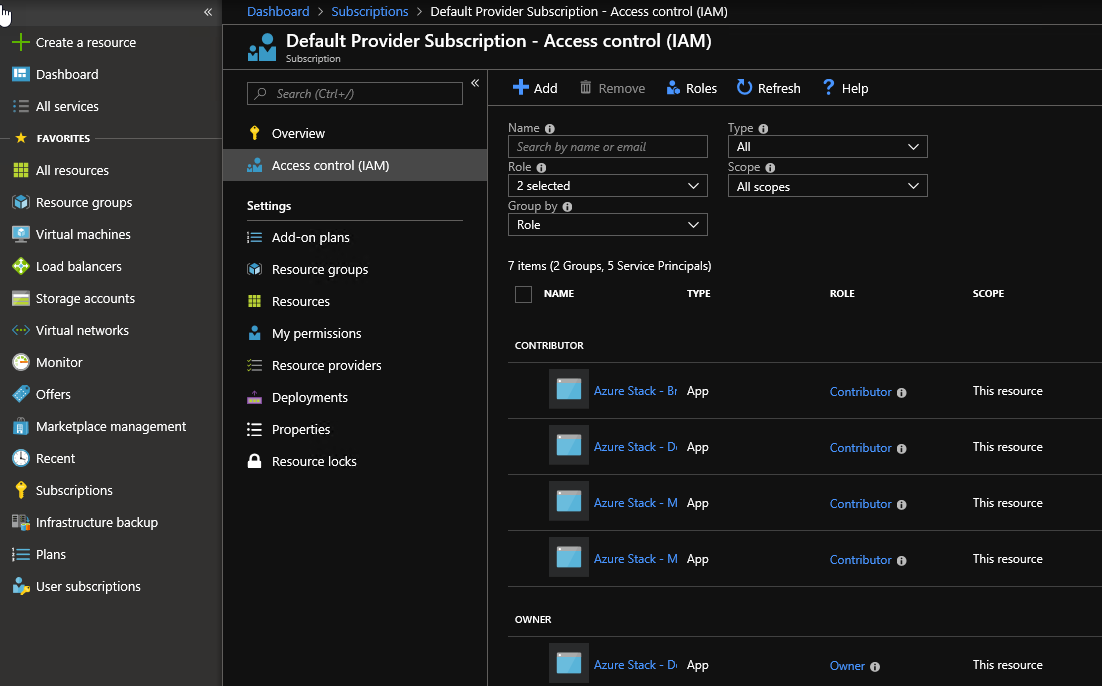 Dashboard > Subscriptions > Default Provider Subscription - Access control (IAM)
Default Provider Subscription - Access control (IAM)
Subscription
Create a resource
Dashboard
All services
FAVORITES
All resources
Resource groups
Virtual machines
Load balancers
Storage accounts
Virtual networks
Monitor
Offers
Marketplace management
Recent
Subscriptions
Infrastructure backup
Plans
User subscriptions
Search (Ctrl+/)
Overview
Access control (IAM)
Settings
Add-on plans
Resource groups
Resources
My permissions
Resource providers
Deployments
Properties
Resource locks
Add Remove Roles Refresh ? Help
Name Type
Search by name or email All
Role Scope
2 selected All scopes
Group by
Role
7 items (2 Groups, 5 Service Principals)
NAME TYPE ROLE SCOPE
CONTRIBUTOR
Azure Stack - Br App Contributor This resource
Azure Stack - De App Contributor This resource
Azure Stack - M App Contributor This resource
Azure Stack - M App Contributor This resource
OWNER
Azure Stack - De App Owner This resource